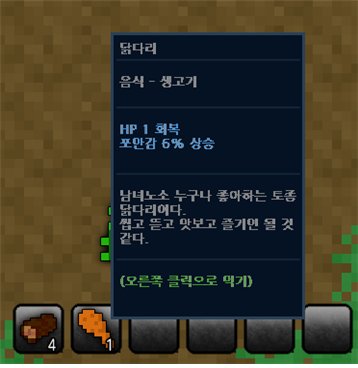 닭다리
음식 - 생고기
HP 1 회복
포만감 6% 상승
남녀노소 누구나 좋아하는 토종
닭다리이다.
씹고 뜯고 맛보고 즐기면 될 것
같다.
(오른쪽 클릭으로 먹기)
4
1